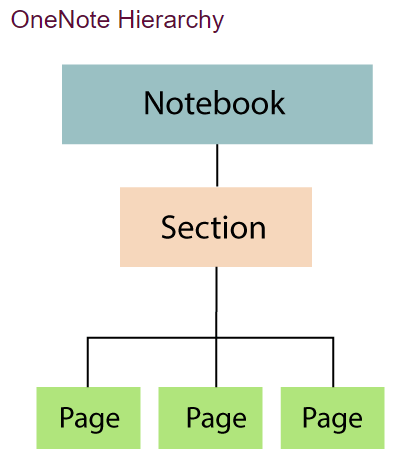 OneNote Hierarchy
Notebook
Section
Page Page Page